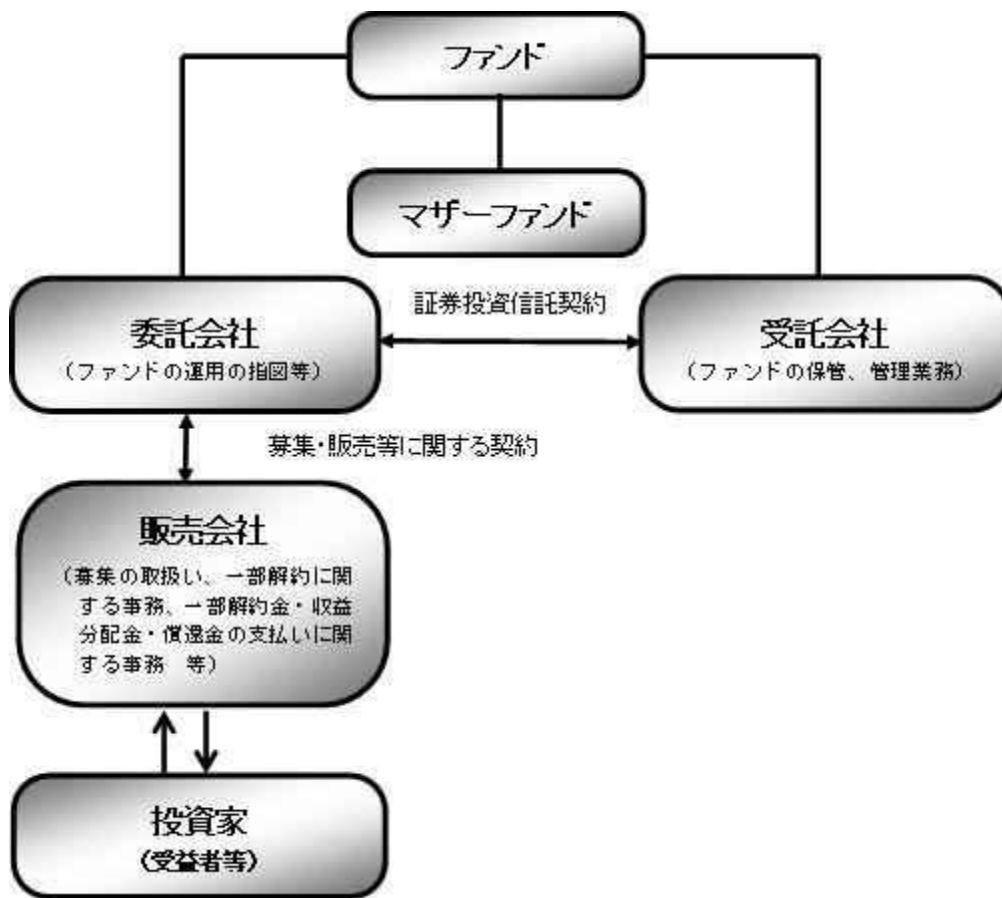 ファンド
マザーファンド
証券投資信託契約
委託会社
(ファンドの運用の指図等)
受託会社
(ファンドの保管、管理業務)
募集・販売等に関する契約
販売会社
(募集の取扱い、一部解約に関
する事務、一部解約金・収益
分配金・償還金の支払いに関
する事務　等)
投資家
(受益者等)